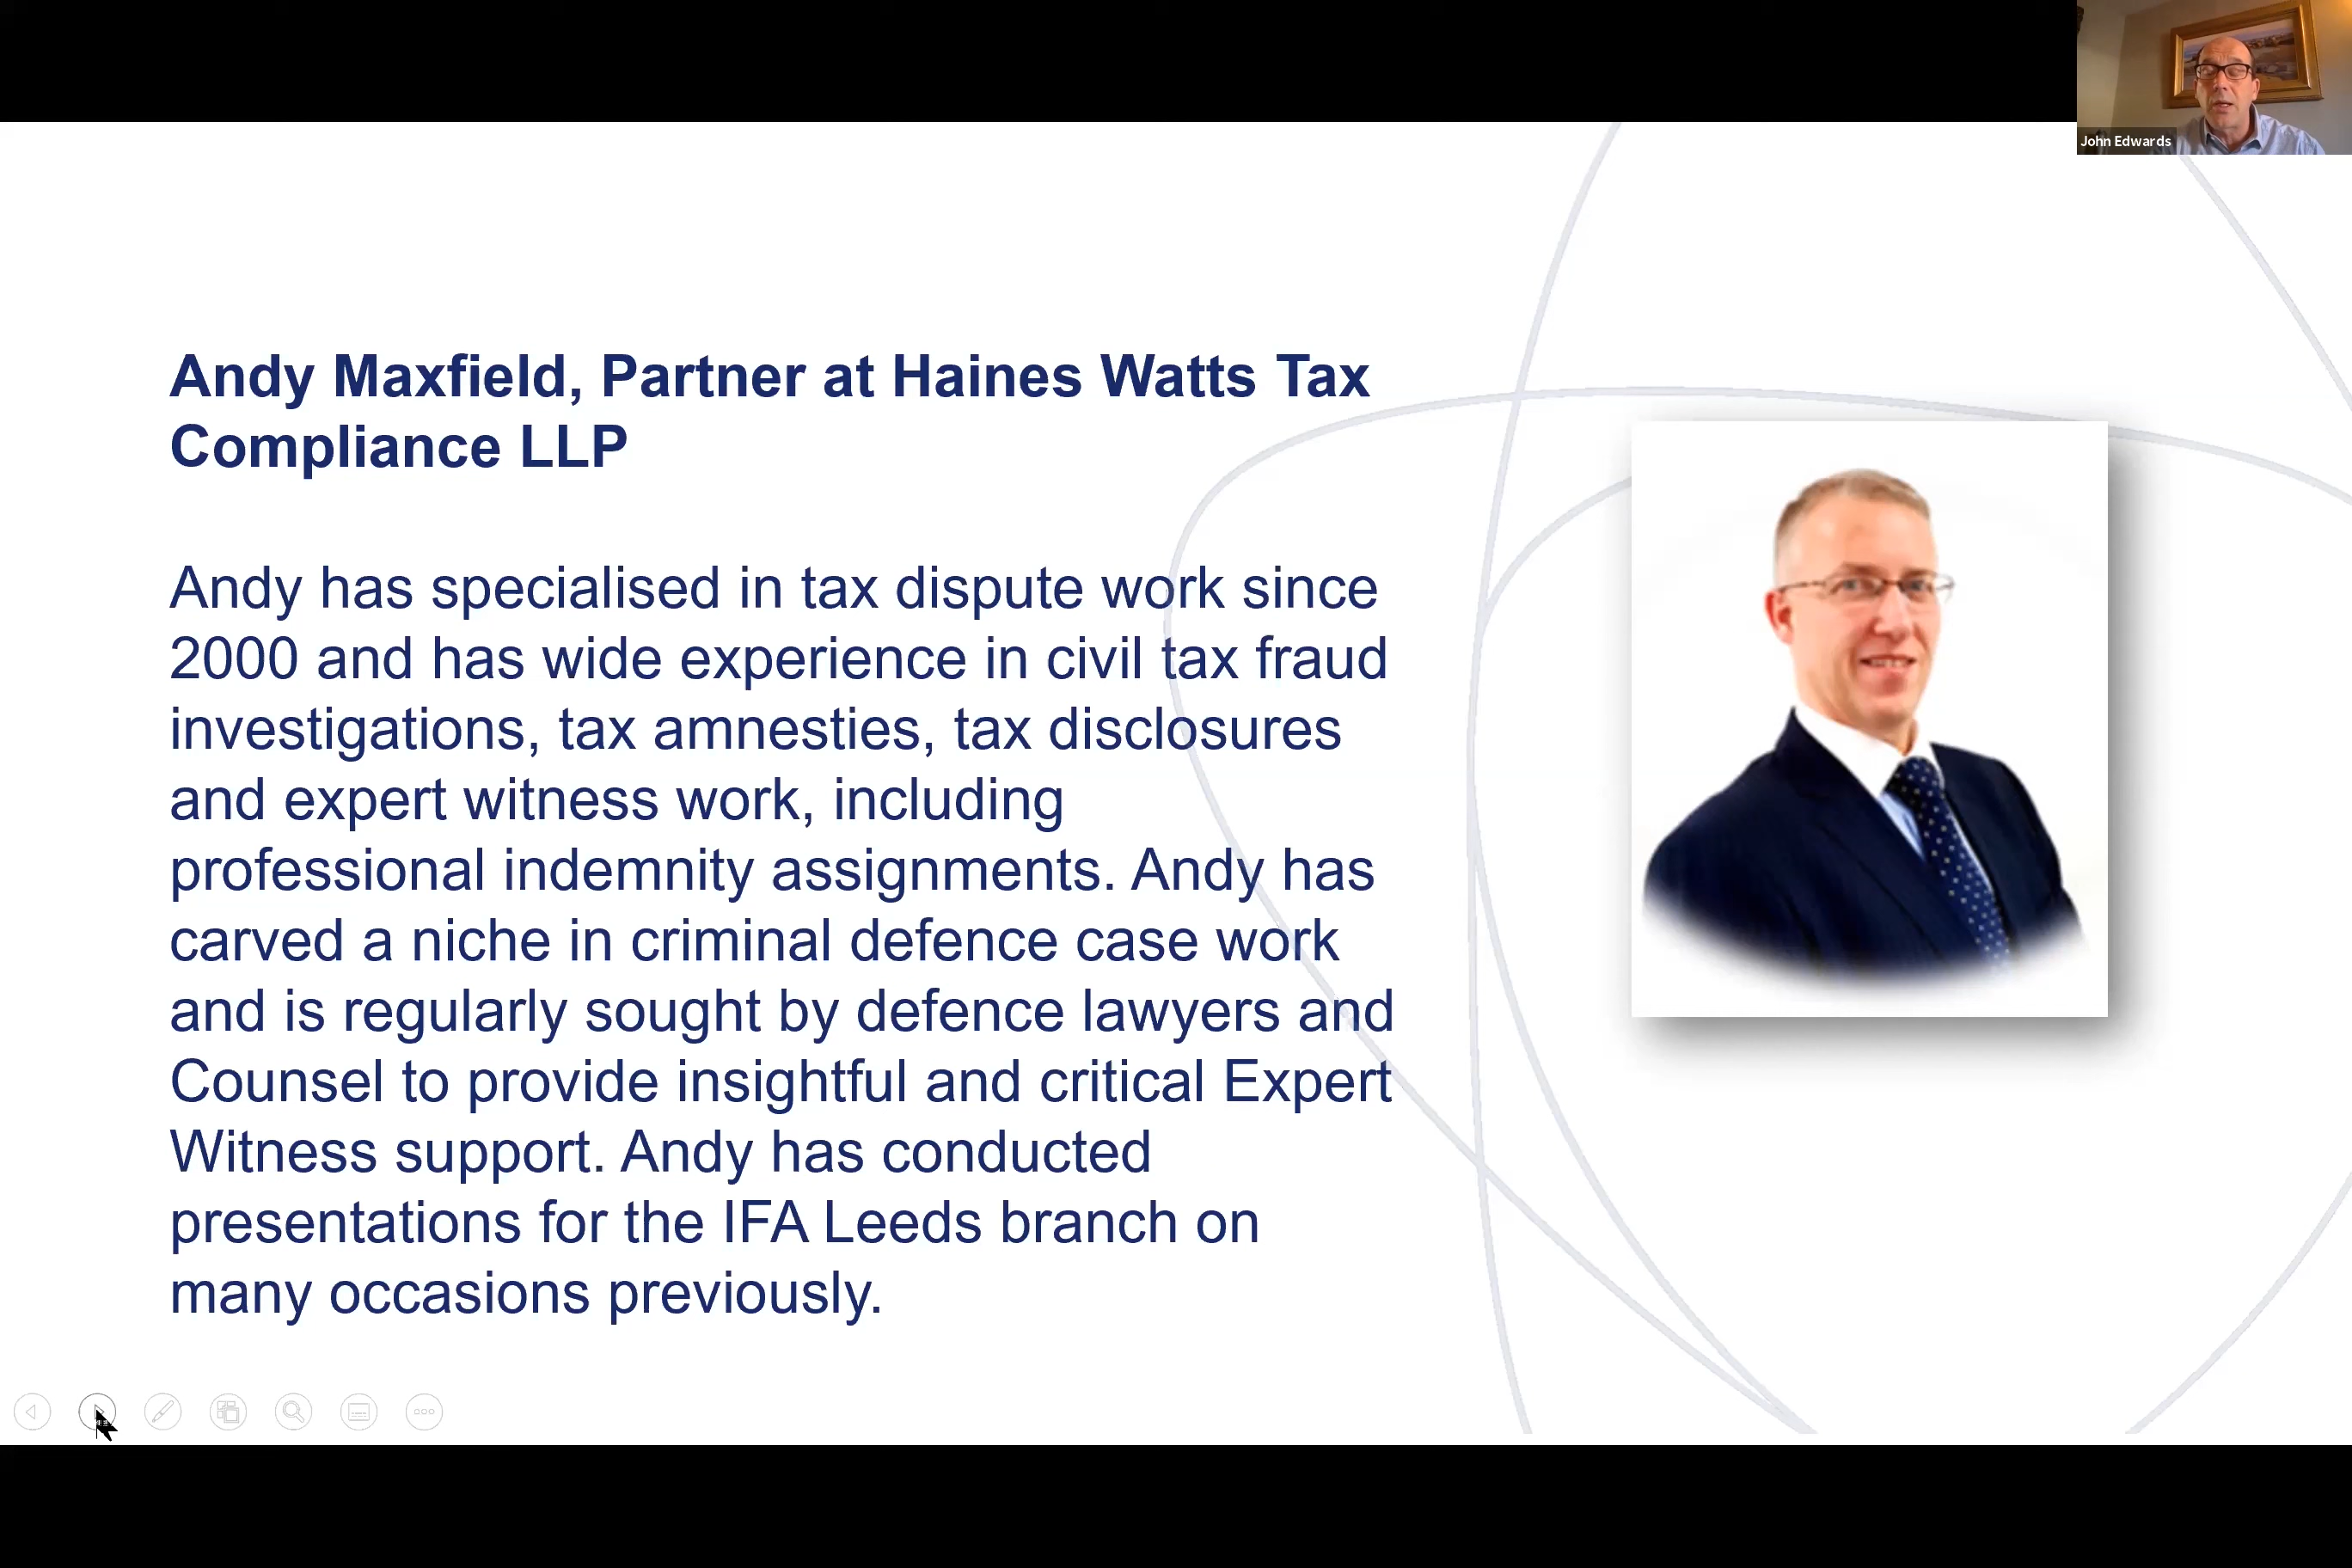 John Edwards
Andy Maxfield, Partner at Haines Watts Tax
Compliance LLP
Andy has specialised in tax dispute work since
2000 and has wide experience in civil tax fraud
investigations, tax amnesties, tax disclosures
and expert witness work, including
professional indemnity assignments. Andy has
carved a niche in criminal defence case work
and is regularly sought by defence lawyers and
Counsel to provide insightful and critical Expert
Witness support. Andy has conducted
presentations for the IFA Leeds branch on
many occasions previously.